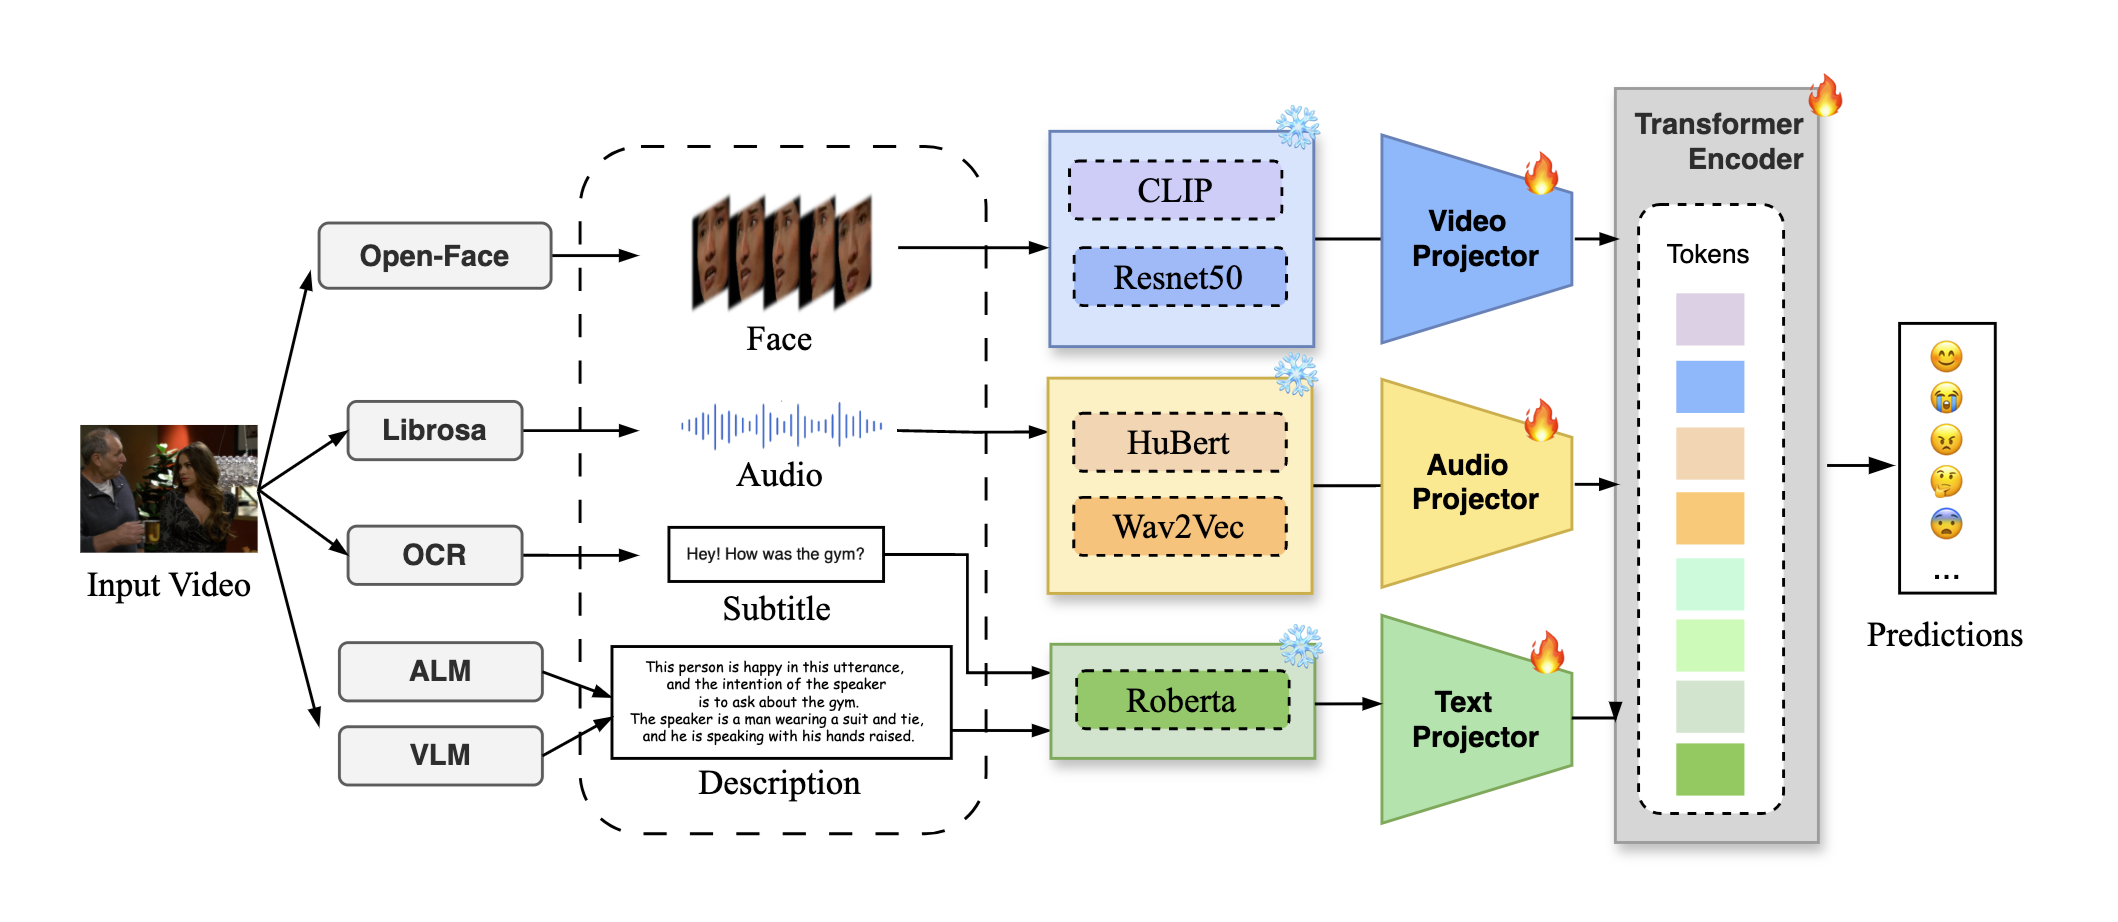 Input Video
Open-Face
Librosa
OCR
ALM
VLM
Face
Audio
Hey! How was the gym?
Subtitle
This person is happy in this utterance,
and the intention of the speaker
is to ask about the gym.
The speaker is a man wearing a suit and tie,
and he is speaking with his hands raised.
Description
CLIP
Resnet50
HuBert
Wav2Vec
Roberta
Video
Projector
Audio
Projector
Text
Projector
Transformer
Encoder
Tokens
...
Predictions